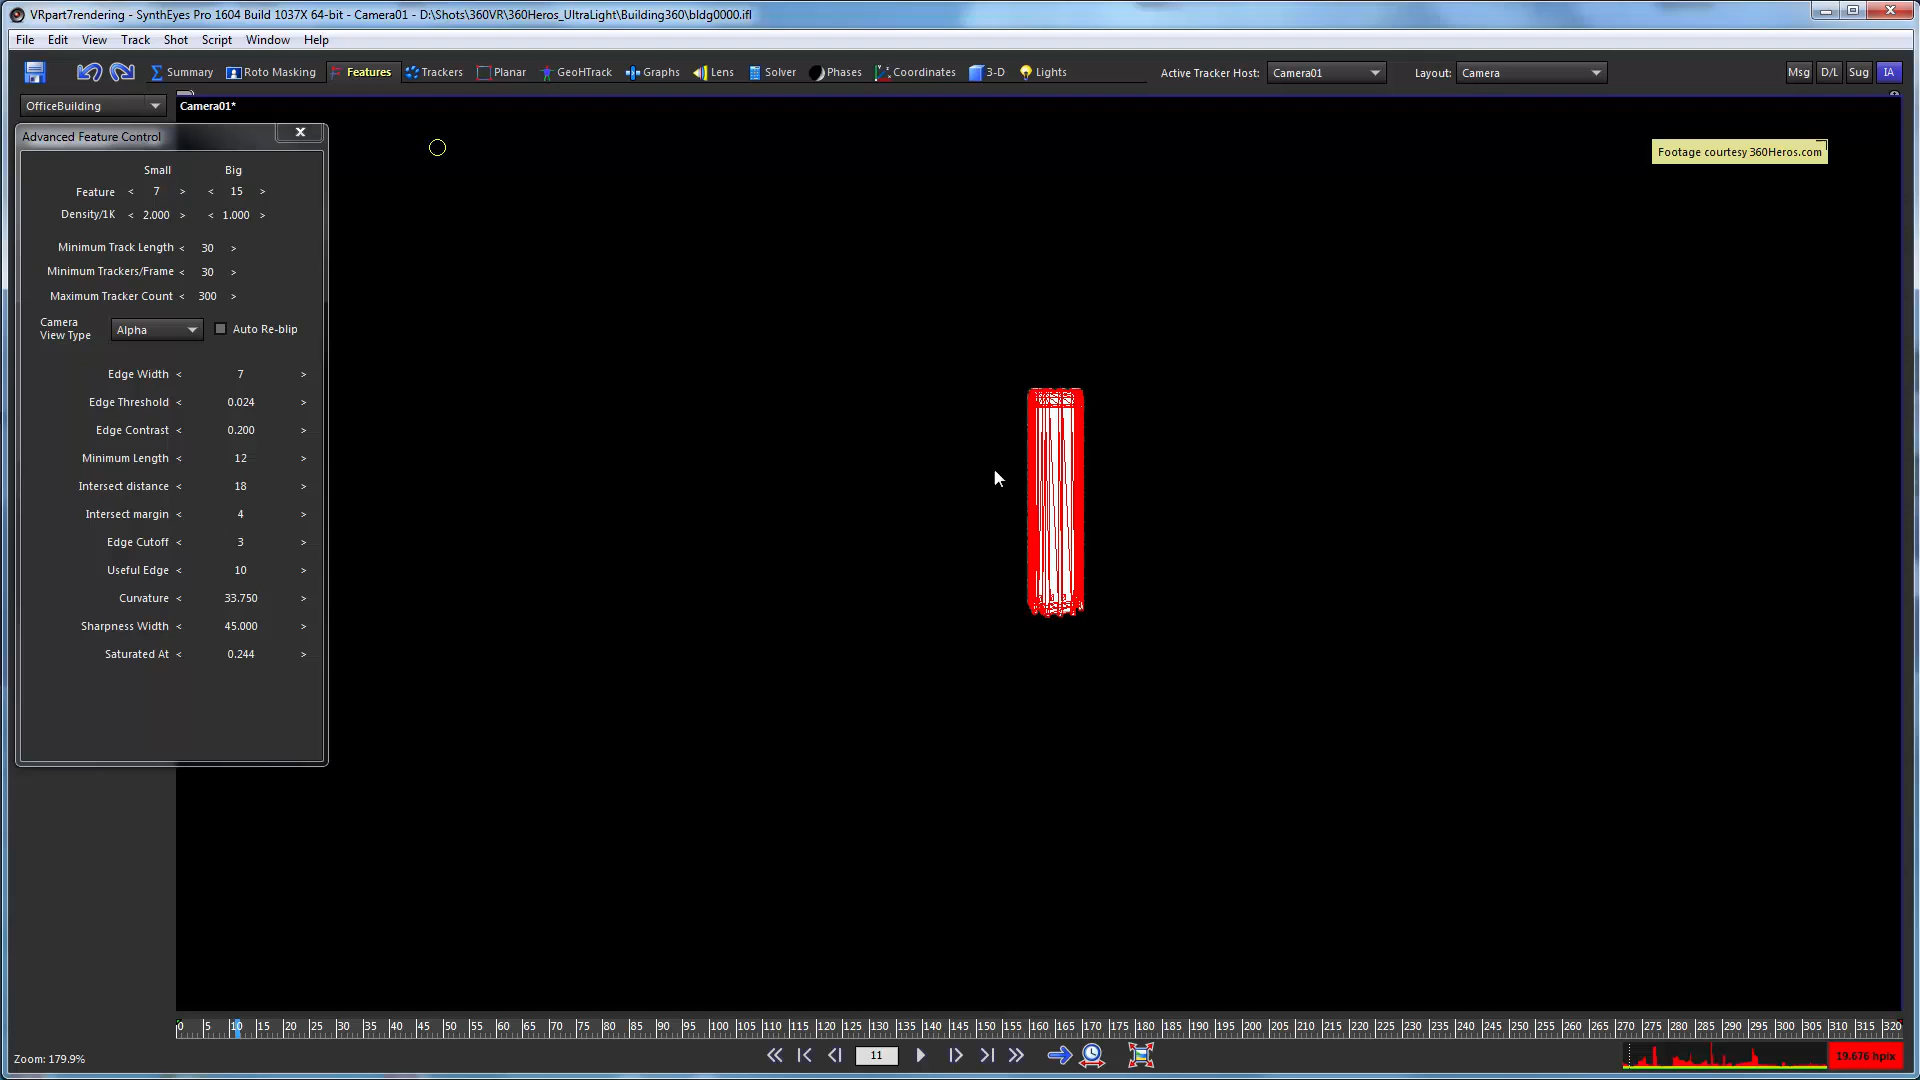 VRpart7rendering - SynthEyes Pro 1604 Build 1037X 64-bit - Camera01 - D:\Shots\360VR\360Heros_UltraLight\Building360\bldg0000.ifl
File Edit View Track Shot Script Window Help
Summary Roto Masking Features Trackers Planar GeoHTrack Graphs Lens Solver Phases Coordinates 3-D Lights Active Tracker Host: Camera01 Layout: Camera Msg D/L Sug IA
OfficeBuilding Camera01*
Advanced Feature Control
Footage courtesy 360Heros.com
Small Big
Feature < 7 > < 15 >
Density/1K < 2.000 > < 1.000 >
Minimum Track Length < 30 >
Minimum Trackers/Frame < 30 >
Maximum Tracker Count < 300 >
Camera
View Type Alpha Auto Re-blip
Edge Width < 7 >
Edge Threshold < 0.024 >
Edge Contrast < 0.200 >
Minimum Length < 12 >
Intersect distance < 18 >
Intersect margin < 4 >
Edge Cutoff < 3 >
Useful Edge < 10 >
Curvature < 33.750 >
Sharpness Width < 45.000 >
Saturated At < 0.244 >
0 5 10 15 20 25 30 35 40 45 50 55 60 65 70 75 80 85 90 95 100 105 110 115 120 125 130 135 140 145 150 155 160 165 170 175 180 185 190 195 200 205 210 215 220 225 230 235 240 245 250 255 260 265 270 275 280 285 290 295 300 305 310 315 320
Zoom: 179.9% 11 19.676 hpix